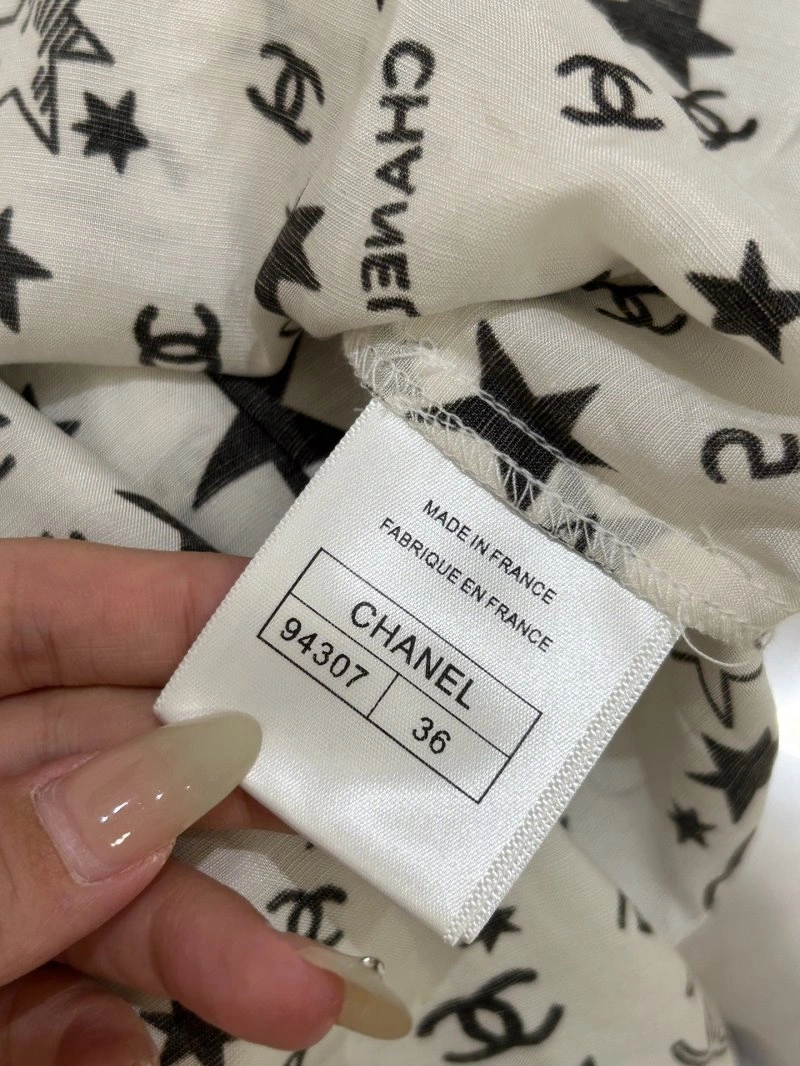 CHANEL
MADE IN FRANCE
FABRIQUE EN FRANCE
CHANEL
94307 36